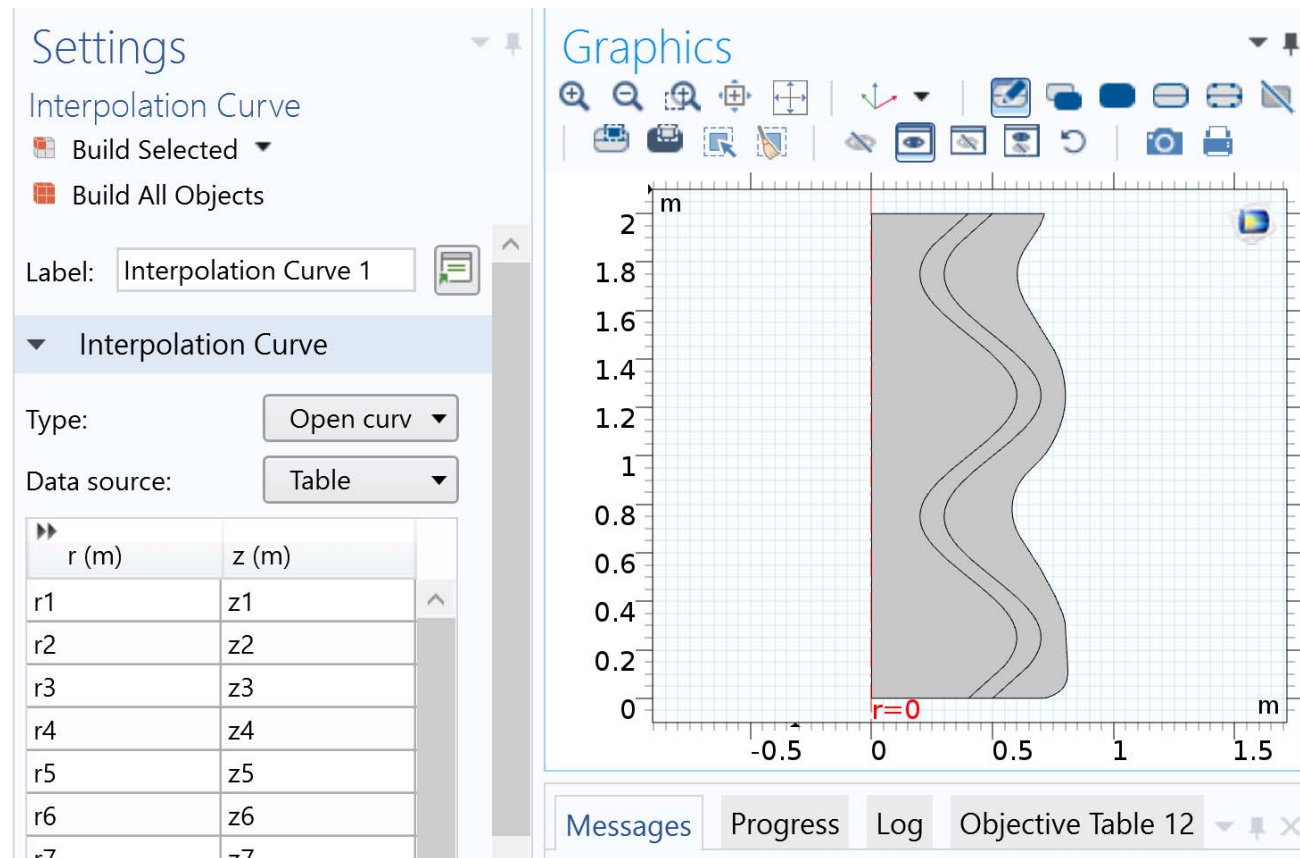 Settings
Interpolation Curve
Build Selected
Build All Objects
Label: Interpolation Curve 1
Interpolation Curve
Type: Open curv
Data source: Table
r (m) z (m)
r1 z1
r2 z2
r3 z3
r4 z4
r5 z5
r6 z6
r7 z7
Graphics
m
2
1.8
1.6
1.4
1.2
1
0.8
0.6
0.4
0.2
0
r=0
m
-0.5 0 0.5 1 1.5
Messages Progress Log Objective Table 12